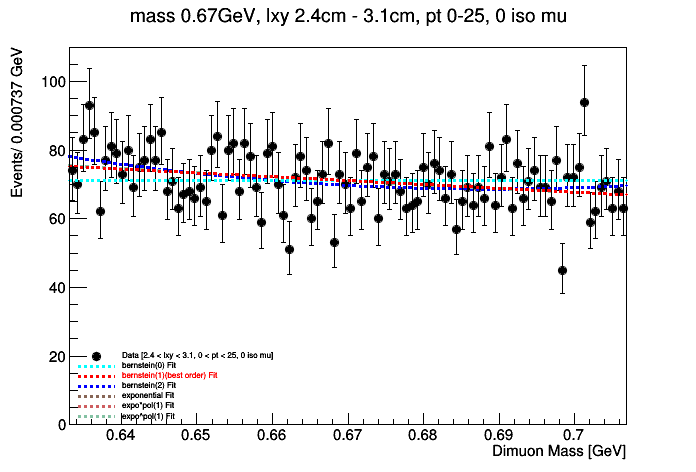 mass 0.67GeV, lxy 2.4cm - 3.1cm, pt 0-25, 0 iso mu
Events/ 0.000737 GeV
100
80
60
40
20
0
Data [2.4 < lxy < 3.1, 0 < pt < 25, 0 iso mu]
bernstein(0) Fit
bernstein(1)(best order) Fit
bernstein(2) Fit
exponential Fit
expo*pol(1) Fit
expo^pol(1) Fit
0.64 0.65 0.66 0.67 0.68 0.69 0.7
Dimuon Mass [GeV]